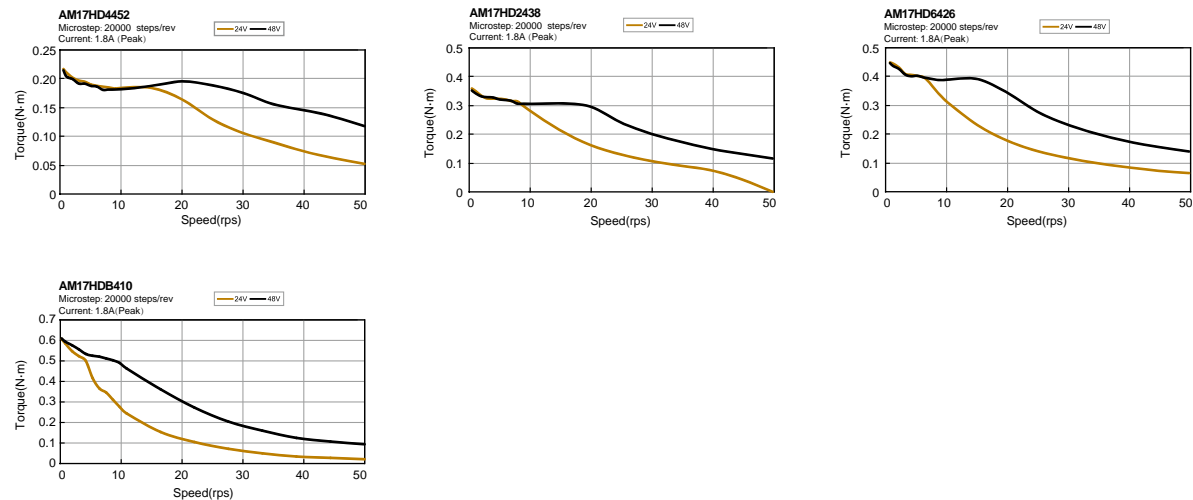 AM17HD4452
Microstep: 20000 steps/rev
Current: 1.8A (Peak)
24V 48V
0.25
0.20
0.15
0.10
0.05
0
Torque(N·m)
0 10 20 30 40 50
Speed(rps)
AM17HD2438
Microstep: 20000 steps/rev
Current: 1.8A (Peak)
24V 48V
0.5
0.4
0.3
0.2
0.1
0
Torque(N·m)
0 10 20 30 40 50
Speed(rps)
AM17HD6426
Microstep: 20000 steps/rev
Current: 1.8A (Peak)
24V 48V
0.5
0.4
0.3
0.2
0.1
0
Torque(N·m)
0 10 20 30 40 50
Speed(rps)
AM17HDB410
Microstep: 20000 steps/rev
Current: 1.8A(Peak)
24V 48V
0.7
0.6
0.5
0.4
0.3
0.2
0.1
0
Torque(N·m)
0 10 20 30 40 50
Speed(rps)